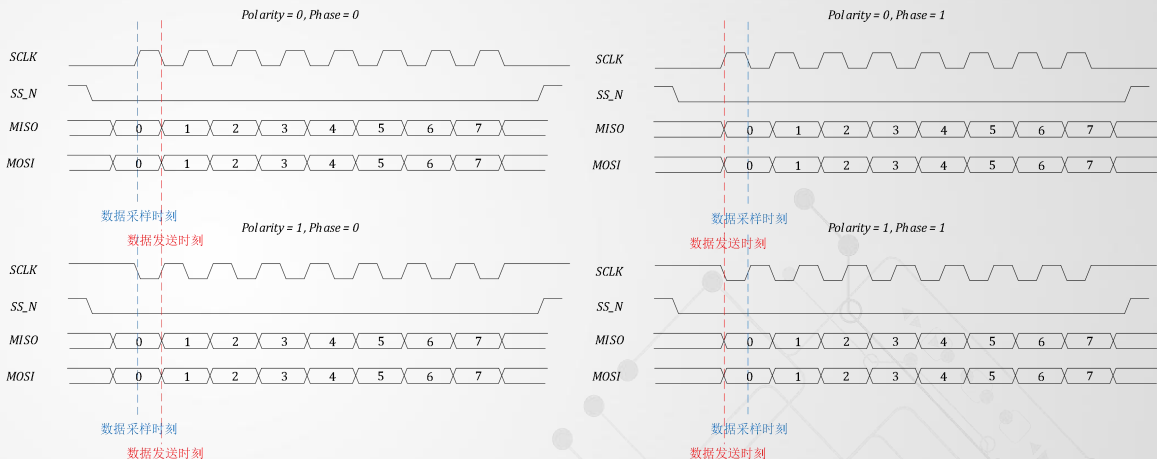 Polarity = 0, Phase = 0
SCLK
SS_N
MISO 0 1 2 3 4 5 6 7
MOSI 0 1 2 3 4 5 6 7
数据采样时刻
数据发送时刻
Polarity = 0, Phase = 1
SCLK
SS_N
MISO 0 1 2 3 4 5 6 7
MOSI 0 1 2 3 4 5 6 7
数据采样时刻
数据发送时刻
Polarity = 1, Phase = 0
SCLK
SS_N
MISO 0 1 2 3 4 5 6 7
MOSI 0 1 2 3 4 5 6 7
数据采样时刻
数据发送时刻
Polarity = 1, Phase = 1
SCLK
SS_N
MISO 0 1 2 3 4 5 6 7
MOSI 0 1 2 3 4 5 6 7
数据采样时刻
数据发送时刻